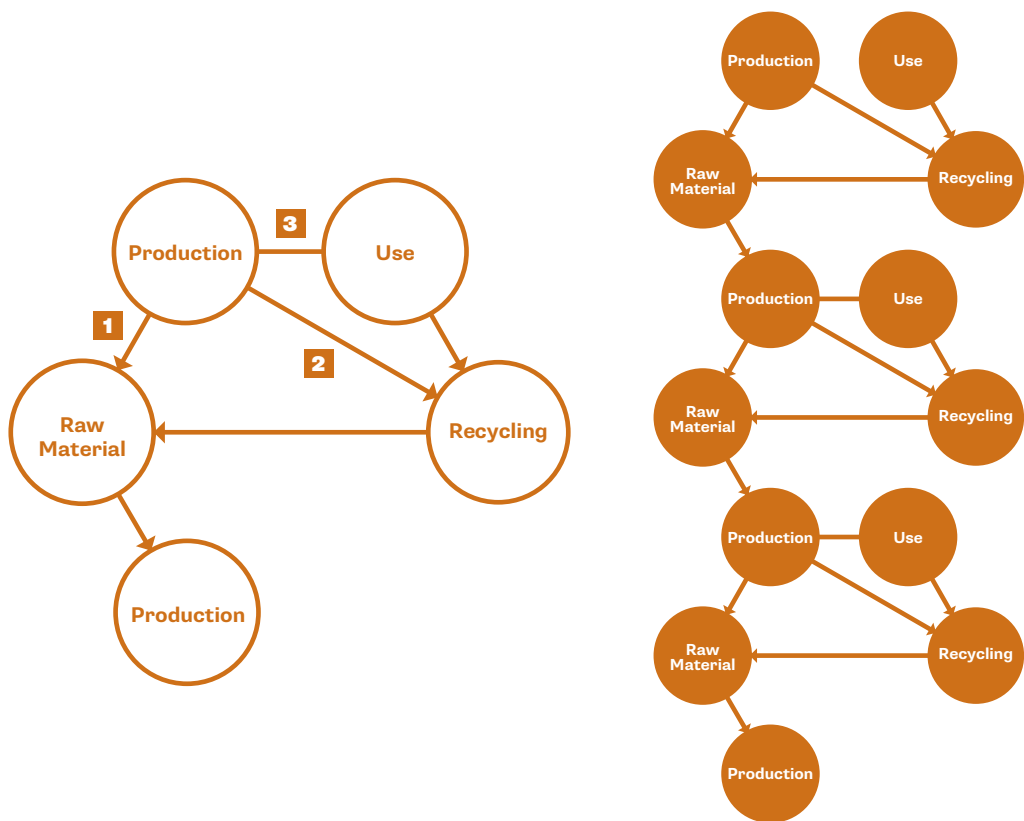 3
Production
Use
1
2
Raw
Material
Recycling
Production
Production
Use
Raw
Material
Recycling
Production
Use
Raw
Material
Recycling
Production
Use
Raw
Material
Recycling
Production